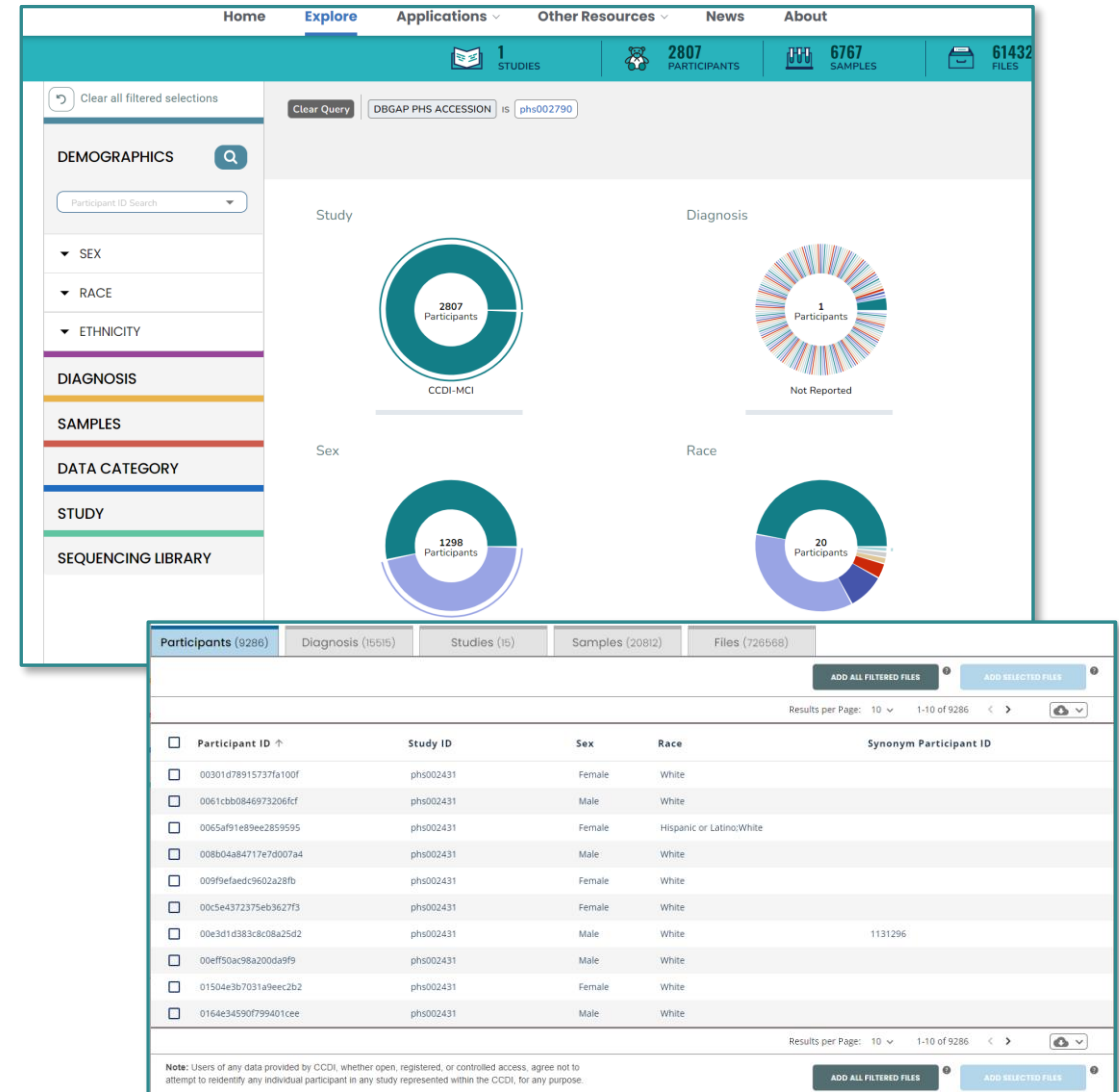 Home Explore Applications Other Resources News About
1 STUDIES 2807 PARTICIPANTS 6767 SAMPLES 61432 FILES
Clear all filtered selections
Clear Query DBGAP PHS ACCESSION IS phs002790
DEMOGRAPHICS
Participant ID Search
SEX
RACE
ETHNICITY
DIAGNOSIS
SAMPLES
DATA CATEGORY
STUDY
SEQUENCING LIBRARY
Study
2807
Participants
CCDI-MCI
Diagnosis
1
Participants
Not Reported
Sex
1298
Participants
Race
20
Participants
Participants (9286) Diagnosis (15515) Studies (15) Samples (20812) Files (726568)
ADD ALL FILTERED FILES ? ADD SELECTED FILES ?
Results per Page: 10 1-10 of 9286 < >
Participant ID ↑ Study ID Sex Race Synonym Participant ID
00301d78915737fa100f phs002431 Female White
0061cbb0846973206fcf phs002431 Male White
0065af91e89ee2859595 phs002431 Female Hispanic or Latino;White
008b04a84717e7d007a4 phs002431 Male White
009f9efaedc9602a28fb phs002431 Female White
00c5e4372375eb3627f3 phs002431 Female White
00e3d1d383c8c08a25d2 phs002431 Male White 1131296
00eff50ac98a200da9f9 phs002431 Male White
01504e3b7031a9eec2b2 phs002431 Female White
0164e34590f799401cee phs002431 Male White
Results per Page: 10 1-10 of 9286 < >
Note: Users of any data provided by CCDI, whether open, registered, or controlled access, agree not to
attempt to reidentify any individual participant in any study represented within the CCDI, for any purpose.
ADD ALL FILTERED FILES ? ADD SELECTED FILES ?